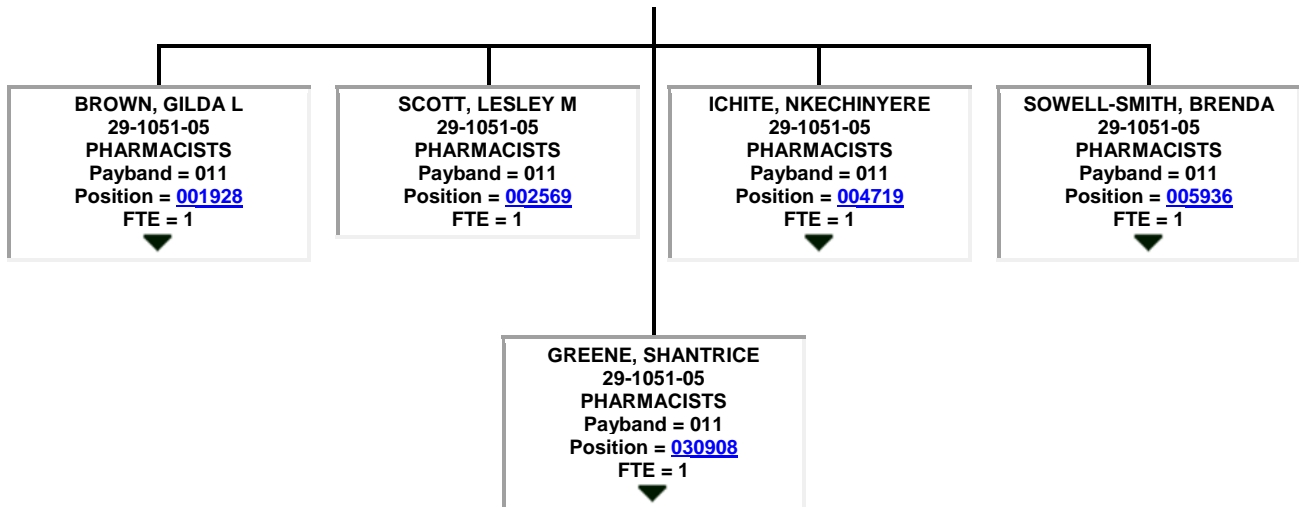 BROWN, GILDA L
29-1051-05
PHARMACISTS
Payband = 011
Position = 001928
FTE = 1
SCOTT, LESLEY M
29-1051-05
PHARMACISTS
Payband = 011
Position = 002569
FTE = 1
ICHITE, NKECHINYERE
29-1051-05
PHARMACISTS
Payband = 011
Position = 004719
FTE = 1
SOWELL-SMITH, BRENDA
29-1051-05
PHARMACISTS
Payband = 011
Position = 005936
FTE = 1
GREENE, SHANTRICE
29-1051-05
PHARMACISTS
Payband = 011
Position = 030908
FTE = 1